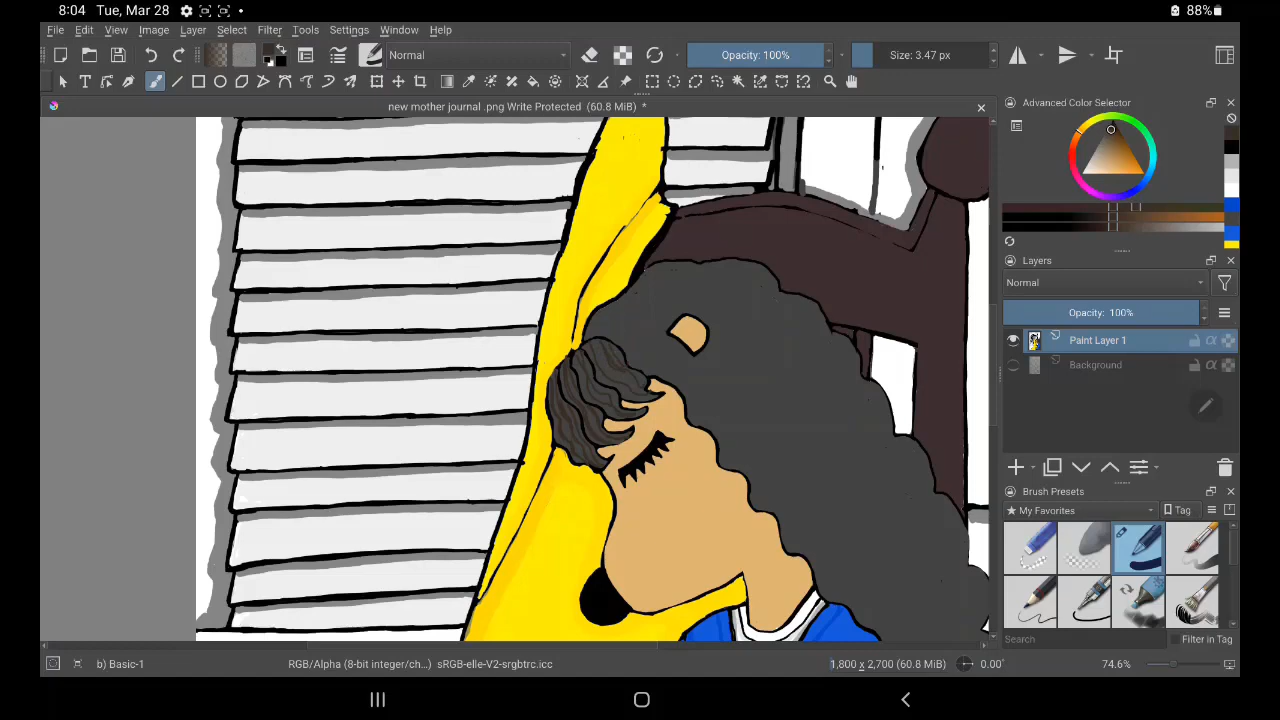 8:04 Tue, Mar 28
88%
File Edit View Image Layer Select Filter Tools Settings Window Help
Normal
Opacity: 100%
Size: 3.47 px
new mother journal .png Write Protected (60.8 MiB) *
Advanced Color Selector
Layers
Normal
Opacity: 100%
Paint Layer 1
Background
Brush Presets
★ My Favorites
Tag
Search
Filter in Tag
b) Basic-1
RGB/Alpha (8-bit integer/ch...) sRGB-elle-V2-srgbtrc.icc
1,800 x 2,700 (60.8 MiB)
0.00°
74.6%